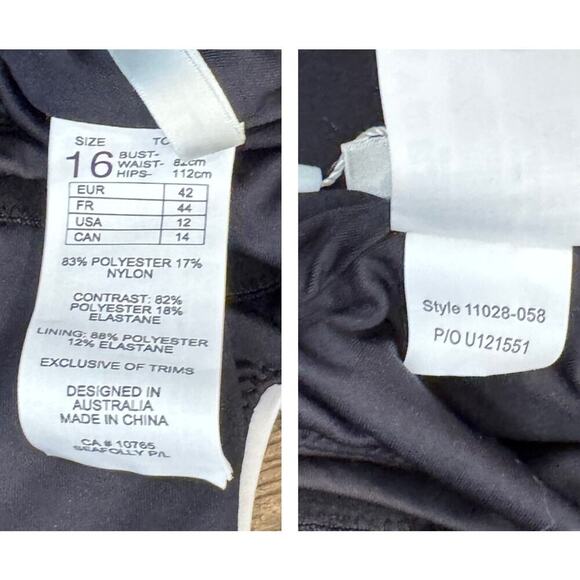 SIZE
16 BUST-
WAIST- 82cm
HIPS- 112cm
EUR 42
FR 44
USA 12
CAN 14
83% POLYESTER 17%
NYLON
CONTRAST: 82%
POLYESTER 18%
ELASTANE
LINING: 88% POLYESTER
12% ELASTANE
EXCLUSIVE OF TRIMS
DESIGNED IN
AUSTRALIA
MADE IN CHINA
CA # 10765
SEAFOLLY P/L
Style 11028-058
P/O U121551